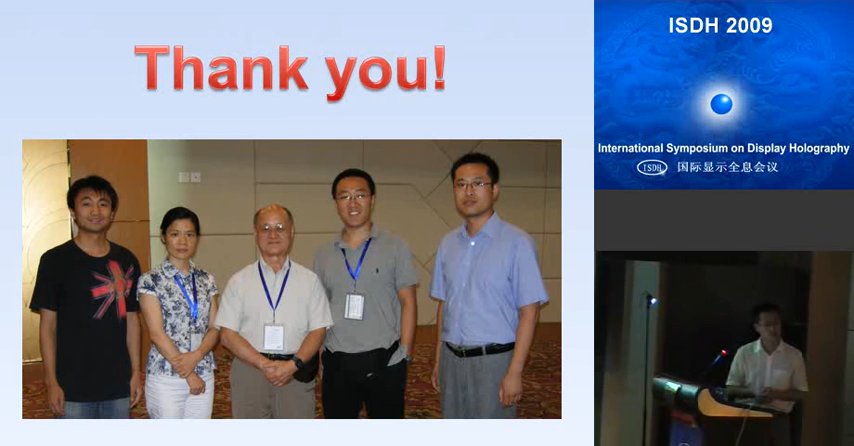 Thank you!
ISDH 2009
International Symposium on Display Holography
ISDH 国际显示全息会议